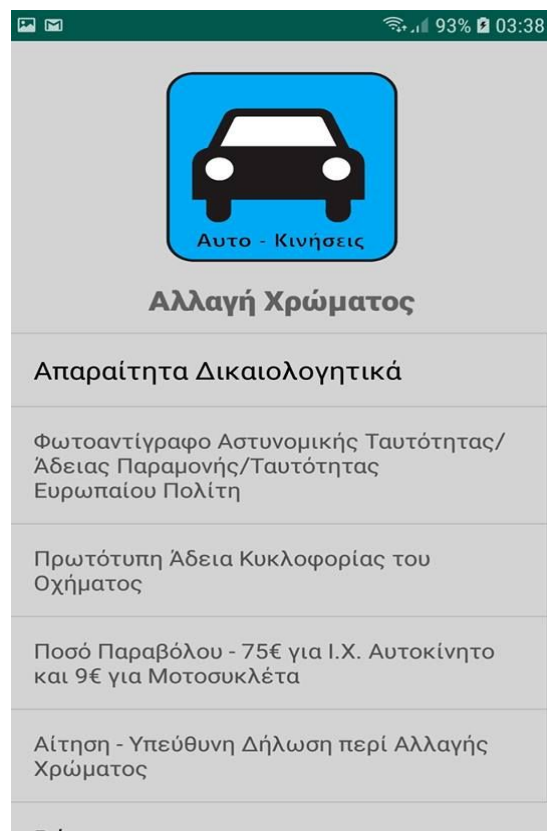 93% 03:38
Αυτο - Κινήσεις
Αλλαγή Χρώματος
Απαραίτητα Δικαιολογητικά
Φωτοαντίγραφο Αστυνομικής Ταυτότητας/
Άδειας Παραμονής/Ταυτότητας
Ευρωπαίου Πολίτη
Πρωτότυπη Άδεια Κυκλοφορίας του
Οχήματος
Ποσό Παραβόλου - 75€ για Ι.Χ. Αυτοκίνητο
και 9€ για Μοτοσυκλέτα
Αίτηση - Υπεύθυνη Δήλωση περί Αλλαγής
Χρώματος